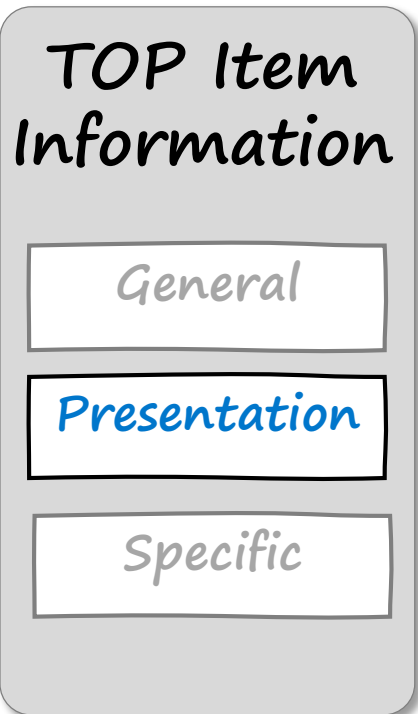 TOP Item
Information
General
Presentation
Specific